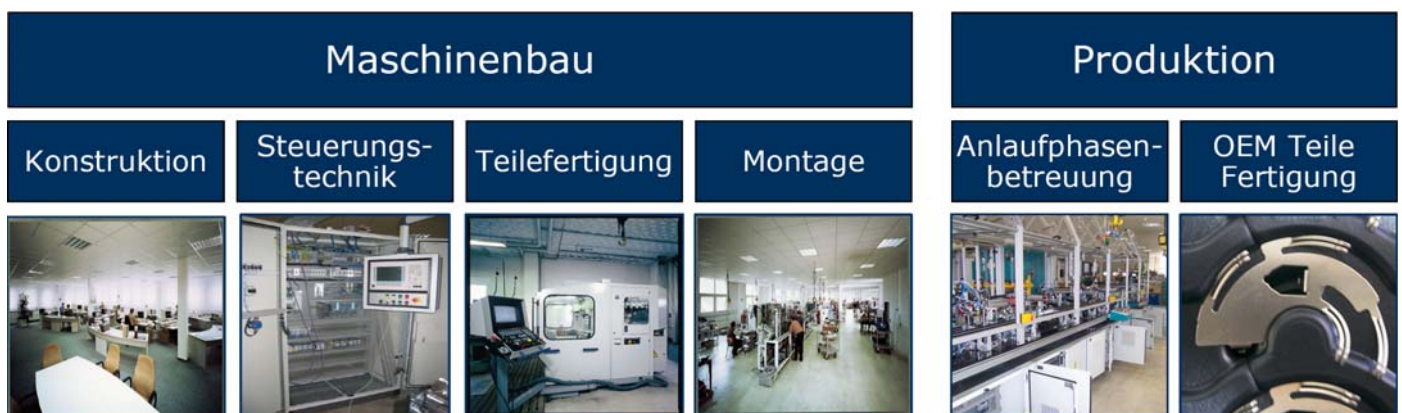 Maschinenbau
Produktion
Konstruktion
Steuerungs-
technik
Teilefertigung
Montage
Anlaufphasen-
betreuung
OEM Teile
Fertigung